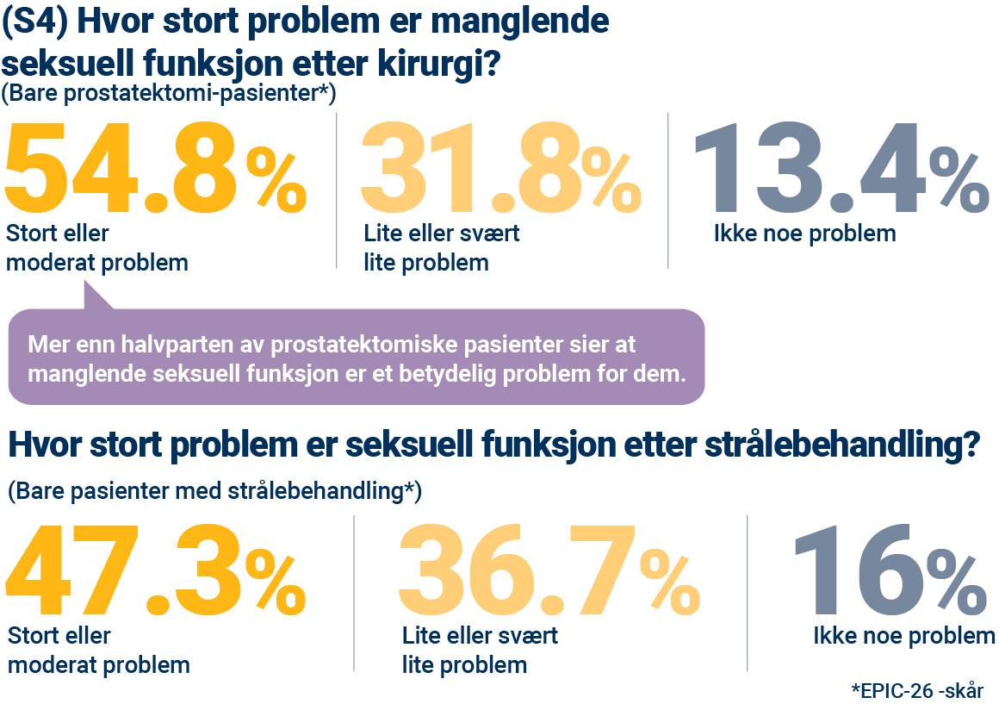 (S4) Hvor stort problem er manglende
seksuell funksjon etter kirurgi?
(Bare prostatektomi-pasienter*)
54.8%
Stort eller
moderat problem
31.8%
Lite eller svært
lite problem
13.4%
Ikke noe problem
Mer enn halvparten av prostatektomiske pasienter sier at
manglende seksuell funksjon er et betydelig problem for dem.
Hvor stort problem er seksuell funksjon etter strålebehandling?
(Bare pasienter med strålebehandling*)
47.3%
Stort eller
moderat problem
36.7%
Lite eller svært
lite problem
16%
Ikke noe problem
*EPIC-26 -skår